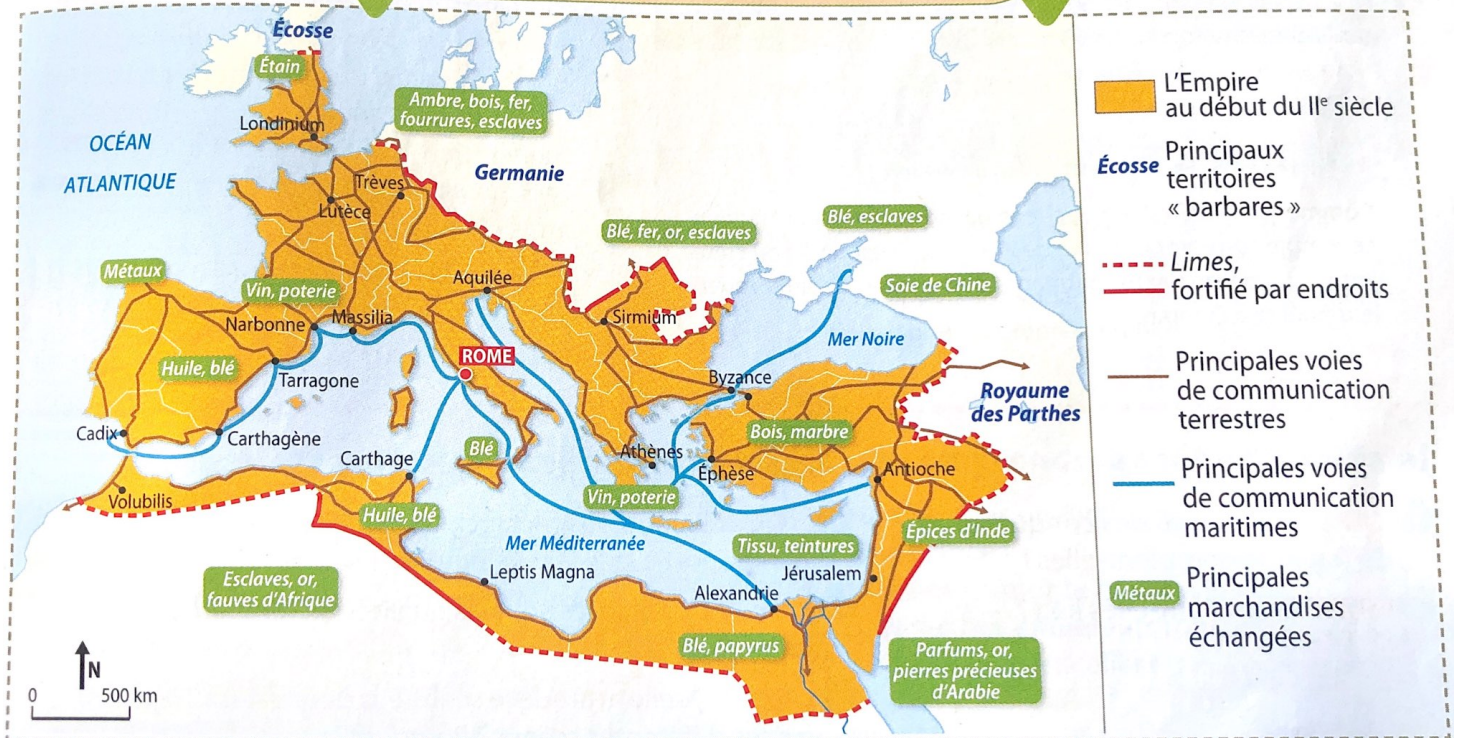 Écosse
Étain
Londinium
OCÉAN
ATLANTIQUE
Ambre, bois, fer,
fourrures, esclaves
Germanie
Trèves
Lutèce
Blé, esclaves
Blé, fer, or, esclaves
Métaux
Vin, poterie
Aquilée
Soie de Chine
Narbonne
Massilia
Sirmium
Mer Noire
ROME
Huile, blé
Tarragone
Byzance
Royaume
des Parthes
Cadix
Carthagène
Bois, marbre
Carthage
Blé
Athènes
Éphèse
Antioche
Volubilis
Vin, poterie
Huile, blé
Épices d'Inde
Mer Méditerranée
Tissu, teintures
Leptis Magna
Jérusalem
Esclaves, or,
fauves d'Afrique
Alexandrie
Blé, papyrus
Parfums, or,
pierres précieuses
d'Arabie
N
0 500 km
L'Empire
au début du IIe siècle
Écosse
Principaux
territoires
« barbares »
Limes,
fortifié par endroits
Principales voies
de communication
terrestres
Principales voies
de communication
maritimes
Métaux
Principales
marchandises
échangées